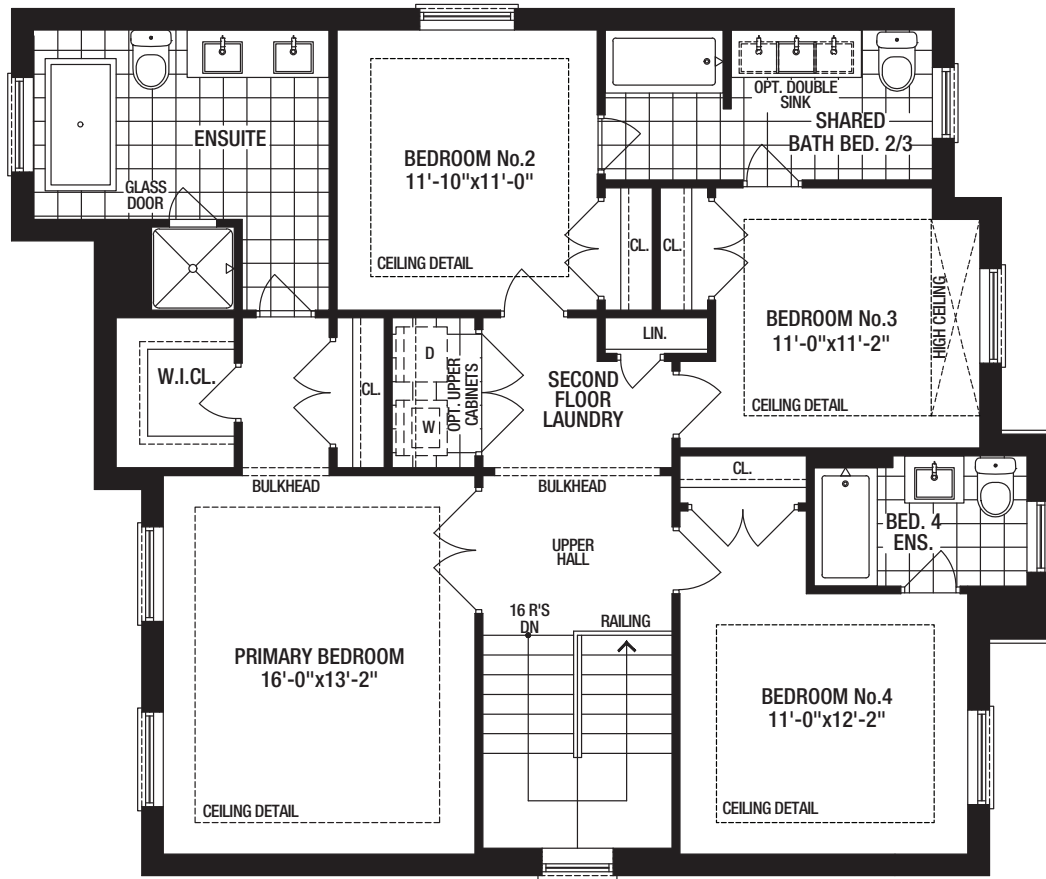 ENSUITE
GLASS
DOOR
BEDROOM No.2
11'-10"x11'-0"
CEILING DETAIL
OPT. DOUBLE
SINK
SHARED
BATH BED. 2/3
CL.
CL.
BEDROOM No.3
11'-0"x11'-2"
HIGH CEILING
CEILING DETAIL
LIN.
W.I.CL.
CL.
D
W
OPT. UPPER
CABINETS
SECOND
FLOOR
LAUNDRY
BULKHEAD
BULKHEAD
CL.
BED. 4
ENS.
UPPER
HALL
16 R'S
DN
RAILING
PRIMARY BEDROOM
16'-0"x13'-2"
CEILING DETAIL
BEDROOM No.4
11'-0"x12'-2"
CEILING DETAIL